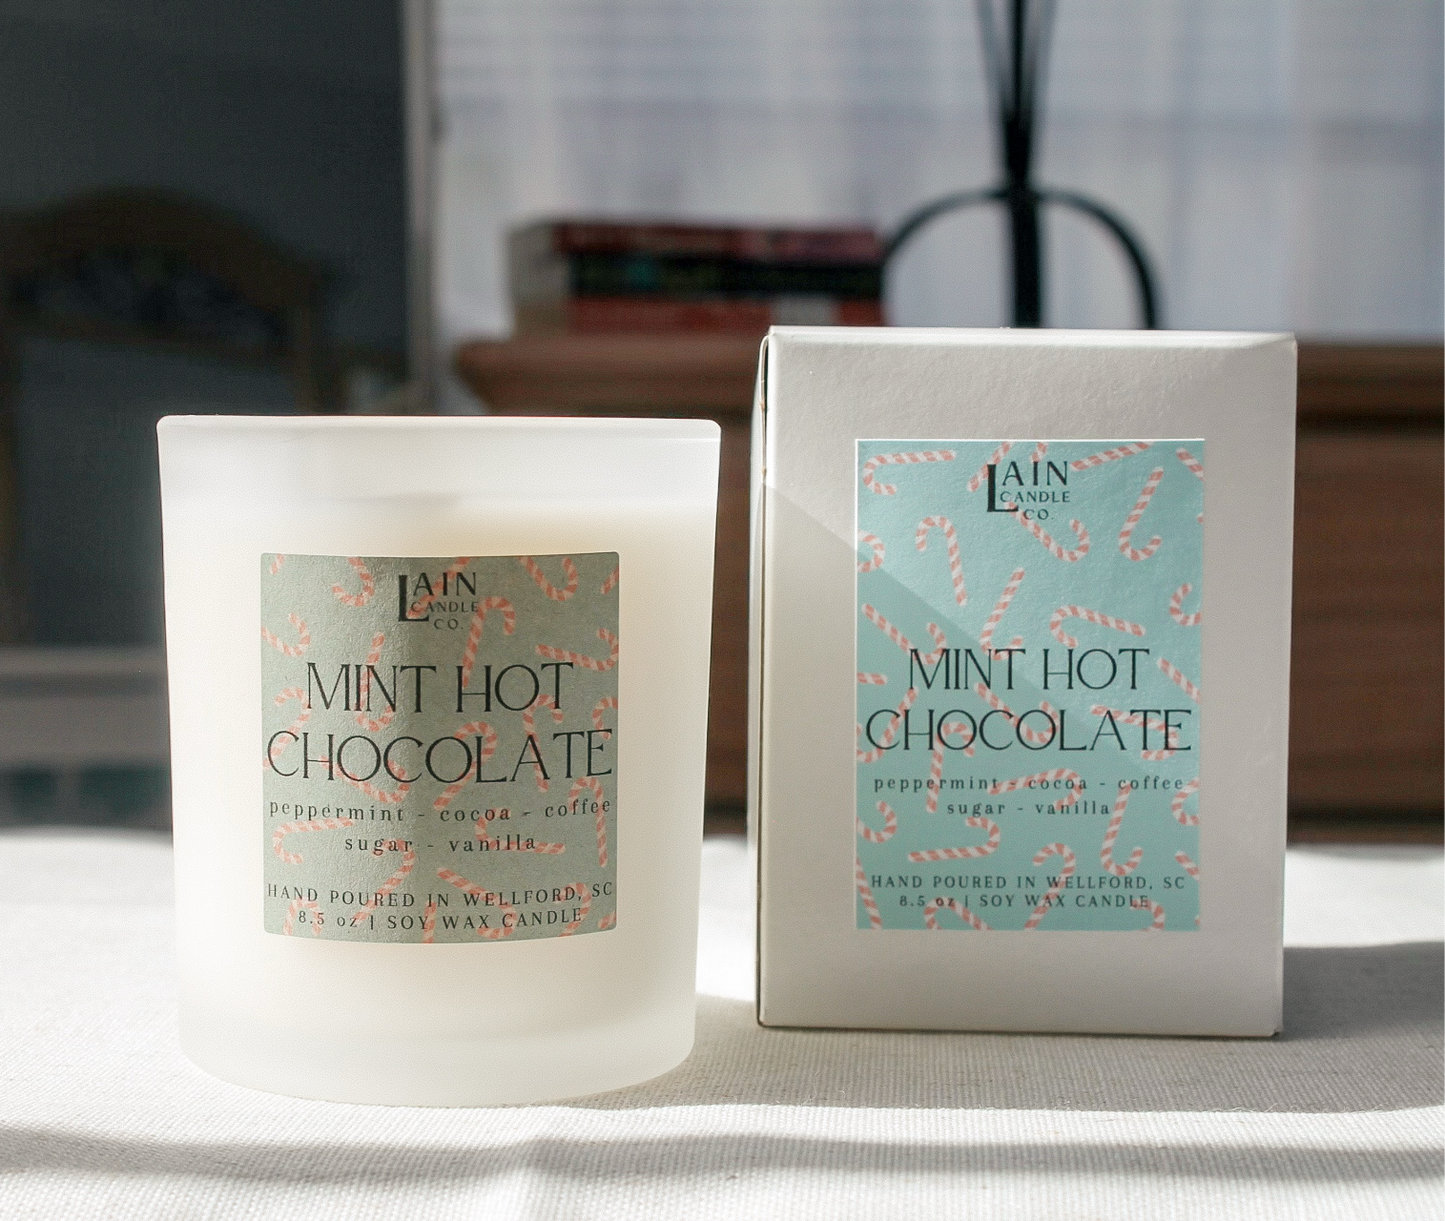 LAIN
CANDLE
CO.
MINT HOT
CHOCOLATE
peppermint - cocoa - coffee
sugar - vanilla
HAND POURED IN WELLFORD, SC
8.5 oz | SOY WAX CANDLE
LAIN
CANDLE
CO.
MINT HOT
CHOCOLATE
peppermint - cocoa - coffee
sugar - vanilla
HAND POURED IN WELLFORD, SC
8.5 oz | SOY WAX CANDLE